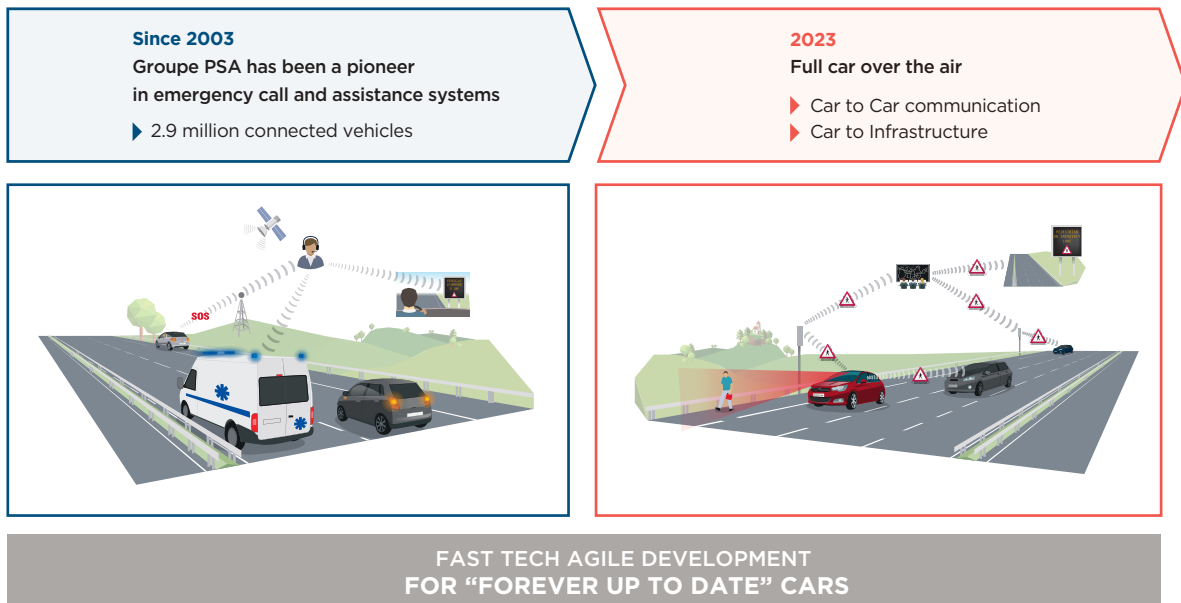 Since 2003
Groupe PSA has been a pioneer
in emergency call and assistance systems
2.9 million connected vehicles
2023
Full car over the air
Car to Car communication
Car to Infrastructure
SOS
FAST TECH AGILE DEVELOPMENT
FOR “FOREVER UP TO DATE” CARS